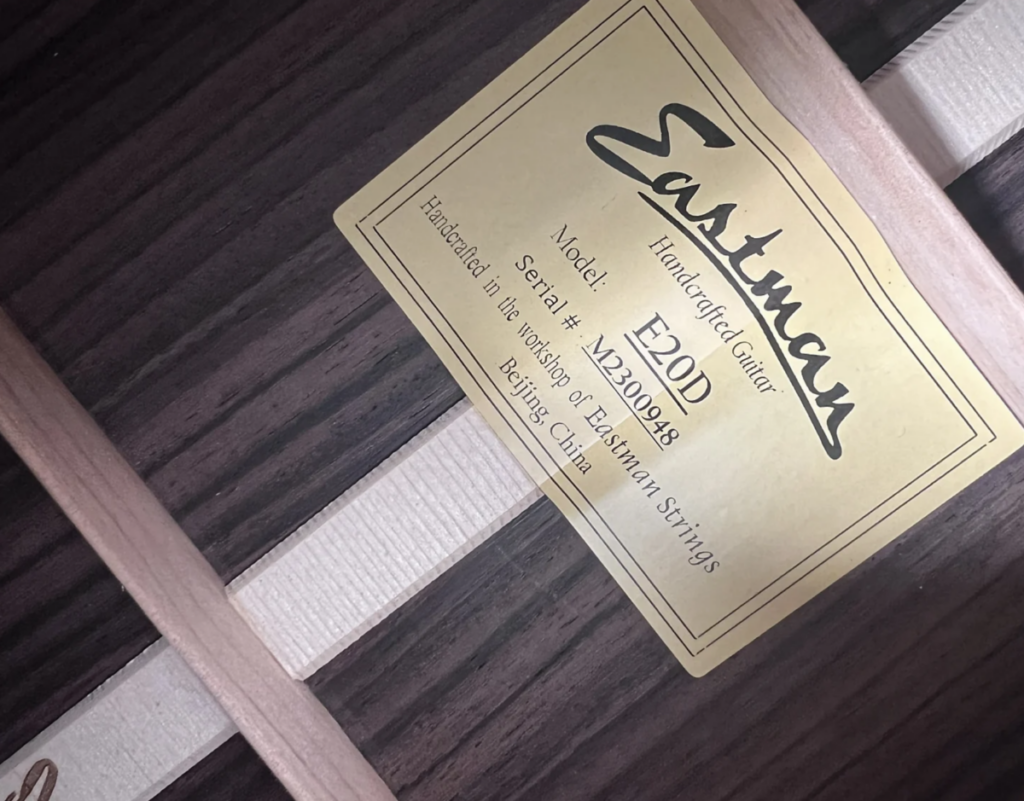 Eastman
Handcrafted Guitar
Model: E20D
Serial #: M2300948
Handcrafted in the workshop of Eastman Strings
Beijing, China